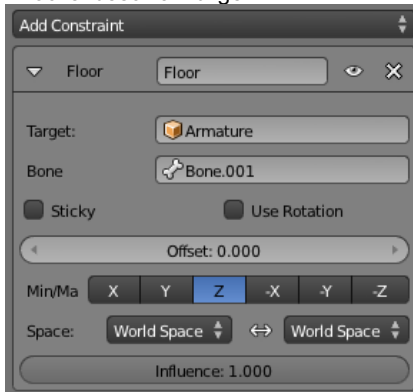 Add Constraint
Floor Floor
Target: Armature
Bone Bone.001
Sticky Use Rotation
Offset: 0.000
Min/Ma X Y Z -X -Y -Z
Space: World Space World Space
Influence: 1.000